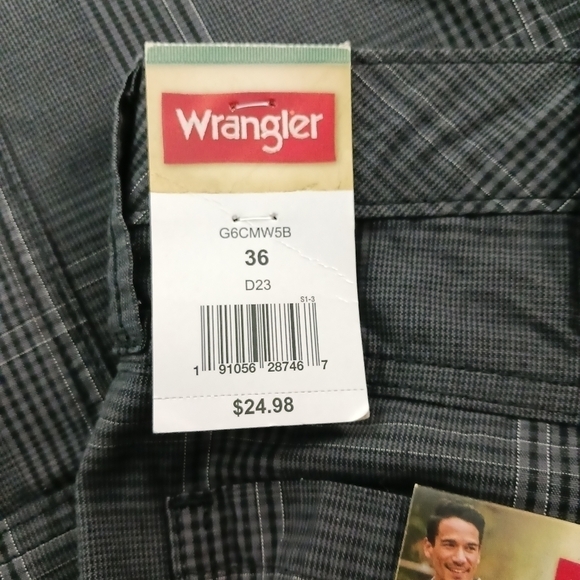 Wrangler
G6CMW5B
36
D23
S1-3
1 91056 28746 7
$24.98